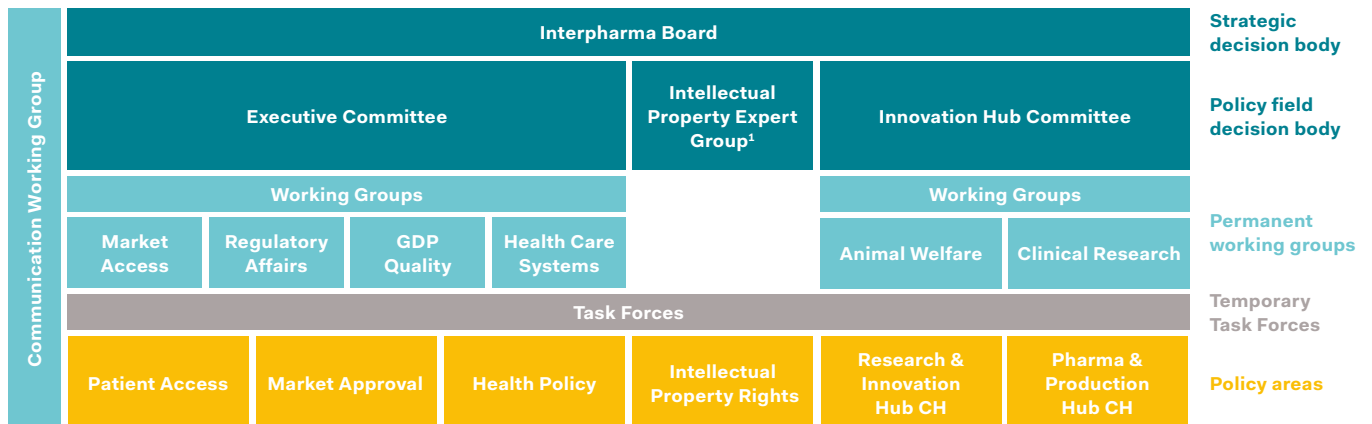 Communication Working Group
Interpharma Board
Strategic
decision body
Executive Committee
Intellectual
Property Expert
Group¹
Innovation Hub Committee
Policy field
decision body
Working Groups
Working Groups
Market
Access
Regulatory
Affairs
GDP
Quality
Health Care
Systems
Animal Welfare
Clinical Research
Permanent
working groups
Task Forces
Temporary
Task Forces
Patient Access
Market Approval
Health Policy
Intellectual
Property Rights
Research &
Innovation
Hub CH
Pharma &
Production
Hub CH
Policy areas